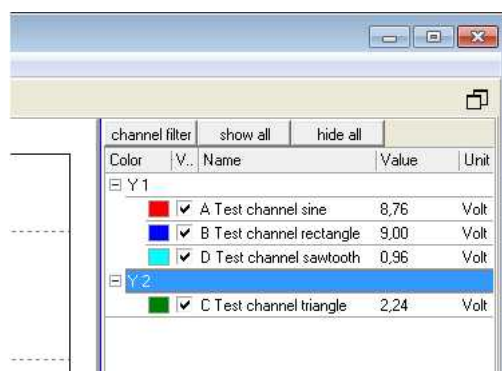 channel filter show all hide all
Color V.. Name Value Unit
Y 1
A Test channel sine 8,76 Volt
B Test channel rectangle 9,00 Volt
D Test channel sawtooth 0,96 Volt
Y 2
C Test channel triangle 2,24 Volt